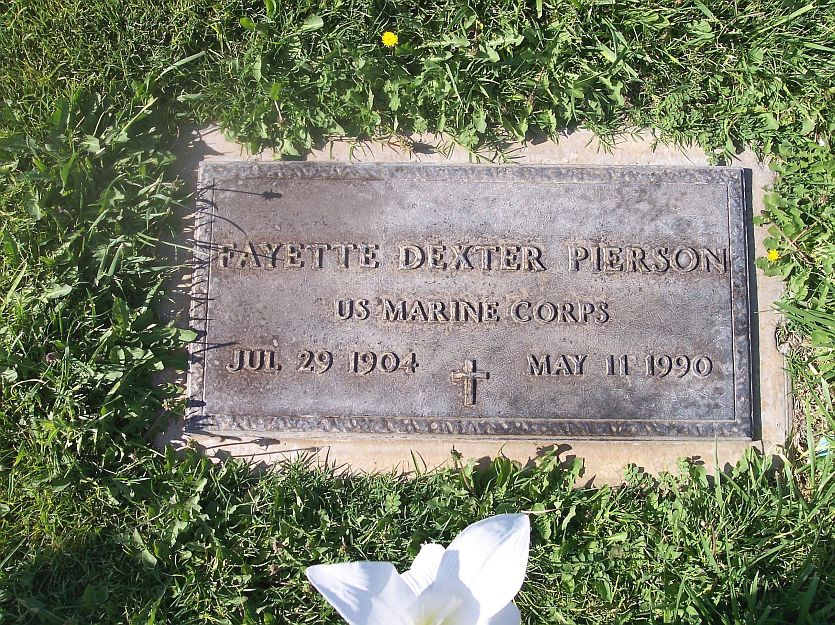 FAYETTE DEXTER PIERSON
US MARINE CORPS
JUL 29 1904 MAY 11 1990